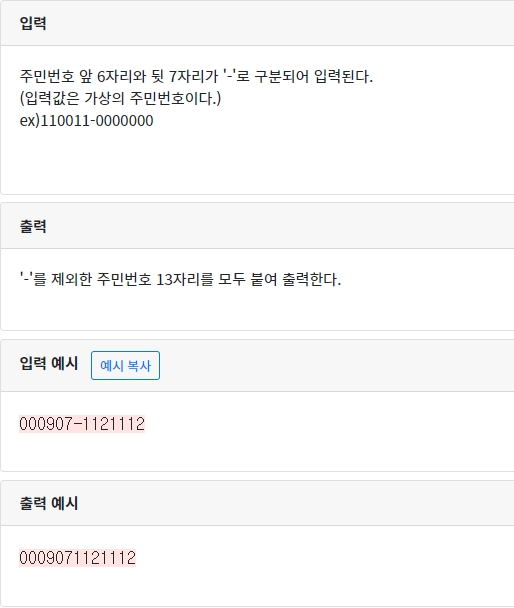 입력
주민번호 앞 6자리와 뒷 7자리가 '-'로 구분되어 입력된다.
(입력값은 가상의 주민번호이다.)
ex)110011-0000000
출력
'-'를 제외한 주민번호 13자리를 모두 붙여 출력한다.
입력 예시 예시 복사
000907-1121112
출력 예시
0009071121112